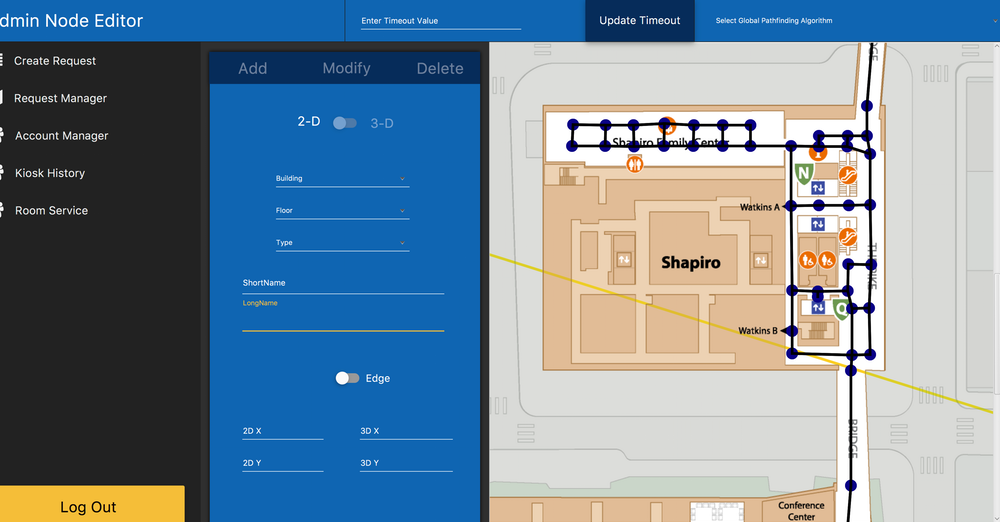 dmin Node Editor
Enter Timeout Value
Update Timeout
Select Global Pathfinding Algorithm
Create Request
Request Manager
Account Manager
Kiosk History
Room Service
Log Out
Add Modify Delete
2-D 3-D
Building
Floor
Type
ShortName
LongName
Edge
2D X 3D X
2D Y 3D Y
Shapiro Family Center
N
Watkins A
Shapiro
Watkins B
O
BRIDGE
Conference
Center